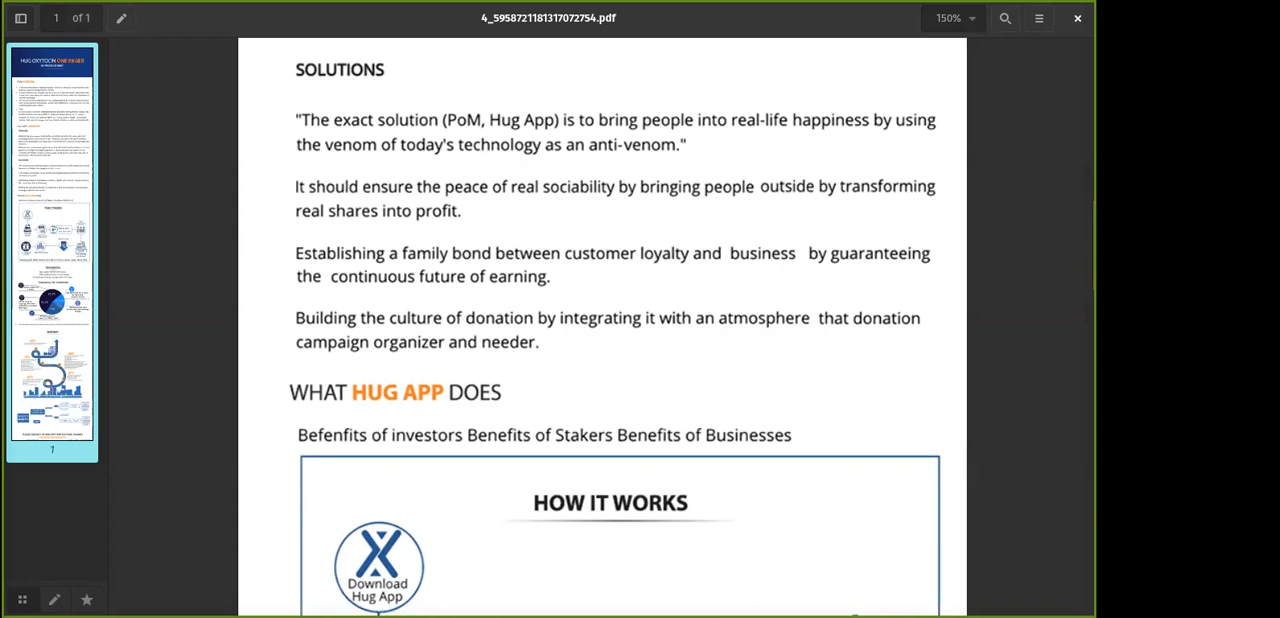 1 of 1
4_5958721181317072754.pdf
150%
HUG OXYTOCIN ONE PAGER
1
SOLUTIONS
"The exact solution (PoM, Hug App) is to bring people into real-life happiness by using
the venom of today's technology as an anti-venom."
It should ensure the peace of real sociability by bringing people outside by transforming
real shares into profit.
Establishing a family bond between customer loyalty and business by guaranteeing
the continuous future of earning.
Building the culture of donation by integrating it with an atmosphere that donation
campaign organizer and needer.
WHAT HUG APP DOES
Befenfits of investors Benefits of Stakers Benefits of Businesses
HOW IT WORKS
Download
Hug App